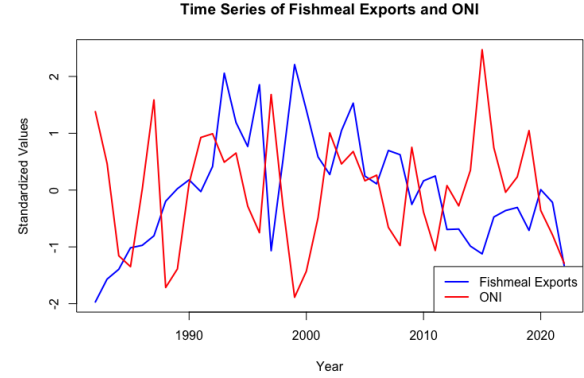 Time Series of Fishmeal Exports and ONI
Standardized Values
2
1
0
-1
-2
Fishmeal Exports
ONI
1990 2000 2010 2020
Year